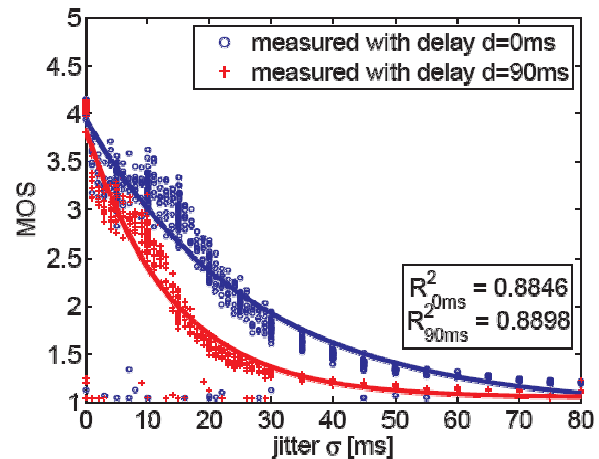 5
4.5
4
3.5
3
2.5
2
1.5
1
MOS
measured with delay d=0ms
measured with delay d=90ms
R²0ms = 0.8846
R²90ms = 0.8898
0 10 20 30 40 50 60 70 80
jitter σ [ms]